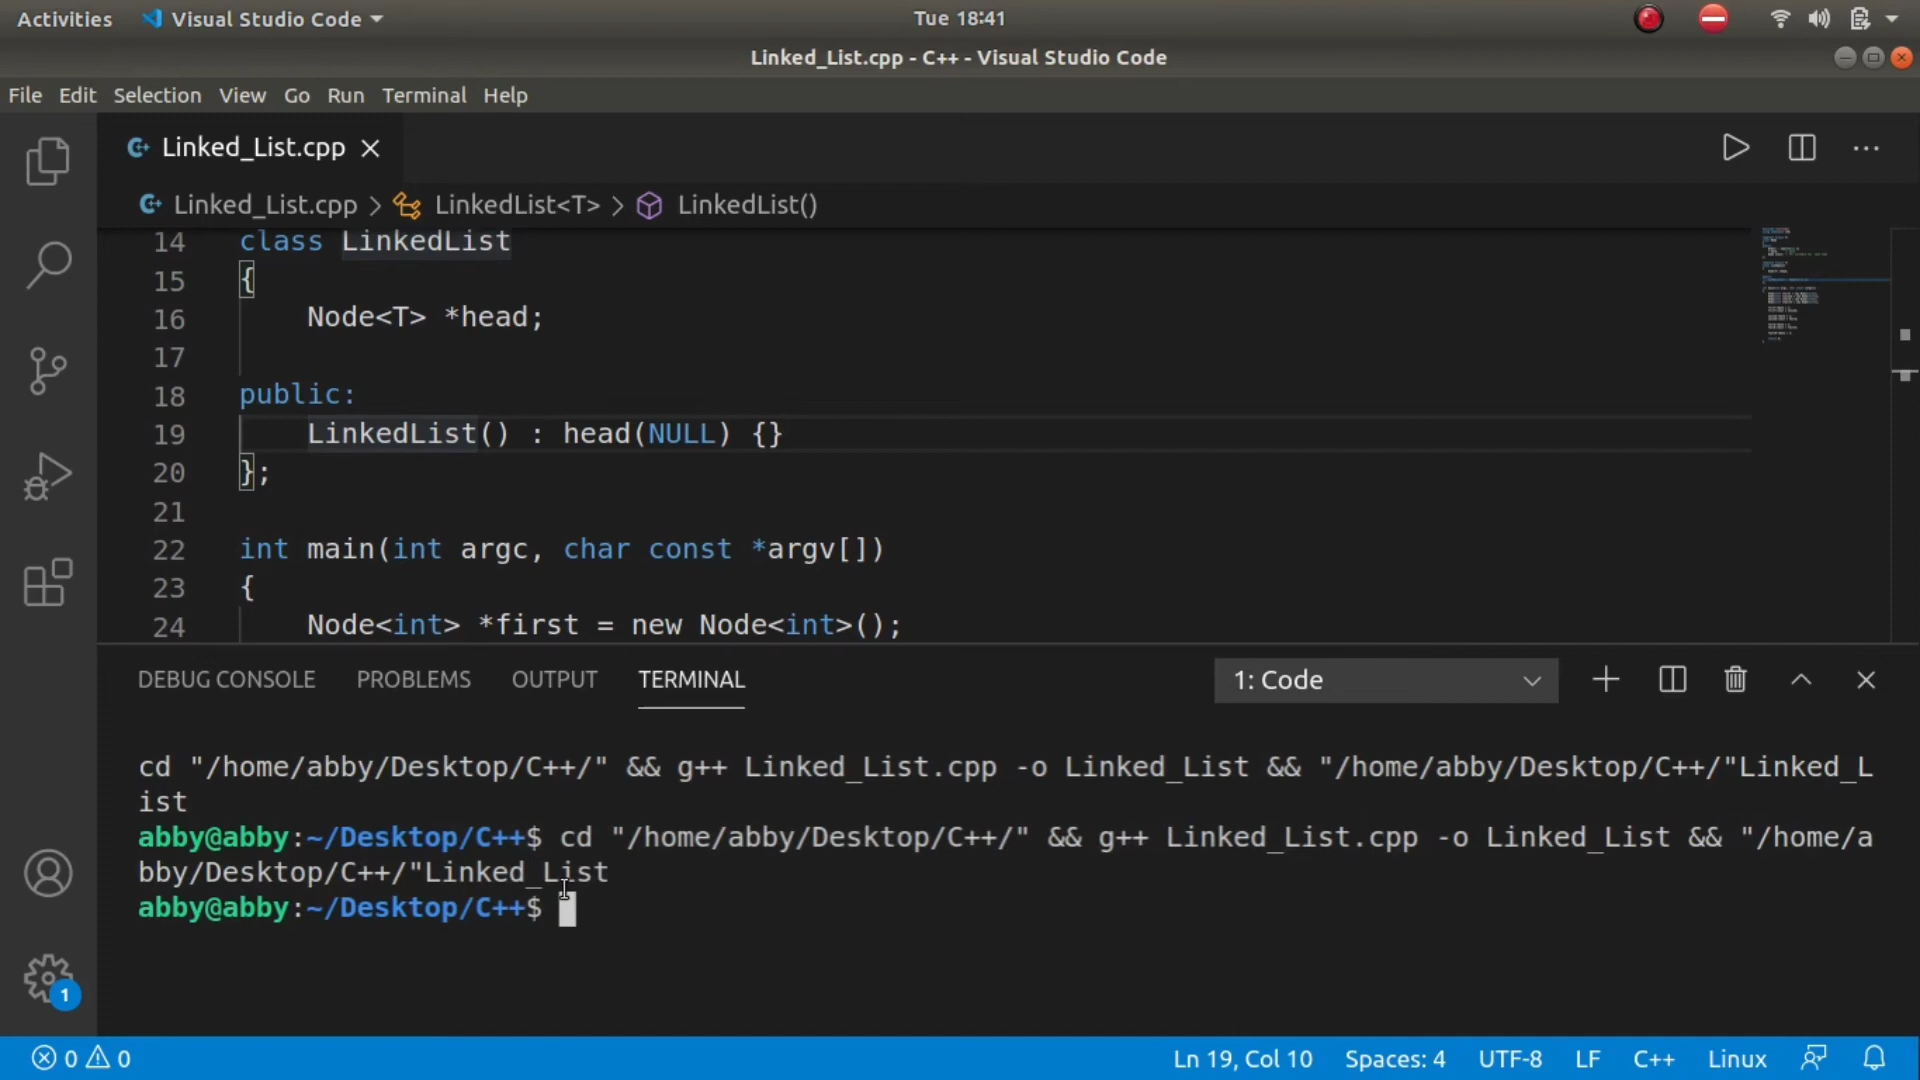 Activities Visual Studio Code Tue 18:41
Linked_List.cpp - C++ - Visual Studio Code
File Edit Selection View Go Run Terminal Help
Linked_List.cpp
Linked_List.cpp > LinkedList<T> > LinkedList()
14 class LinkedList
15 {
16 Node<T> *head;
17
18 public:
19 LinkedList() : head(NULL) {}
20 };
21
22 int main(int argc, char const *argv[])
23 {
24 Node<int> *first = new Node<int>();
DEBUG CONSOLE PROBLEMS OUTPUT TERMINAL 1: Code
cd "/home/abby/Desktop/C++/" && g++ Linked_List.cpp -o Linked_List && "/home/abby/Desktop/C++/"Linked_L
ist
abby@abby:~/Desktop/C++$ cd "/home/abby/Desktop/C++/" && g++ Linked_List.cpp -o Linked_List && "/home/a
bby/Desktop/C++/"Linked_List
abby@abby:~/Desktop/C++$
1
0 0 Ln 19, Col 10 Spaces: 4 UTF-8 LF C++ Linux